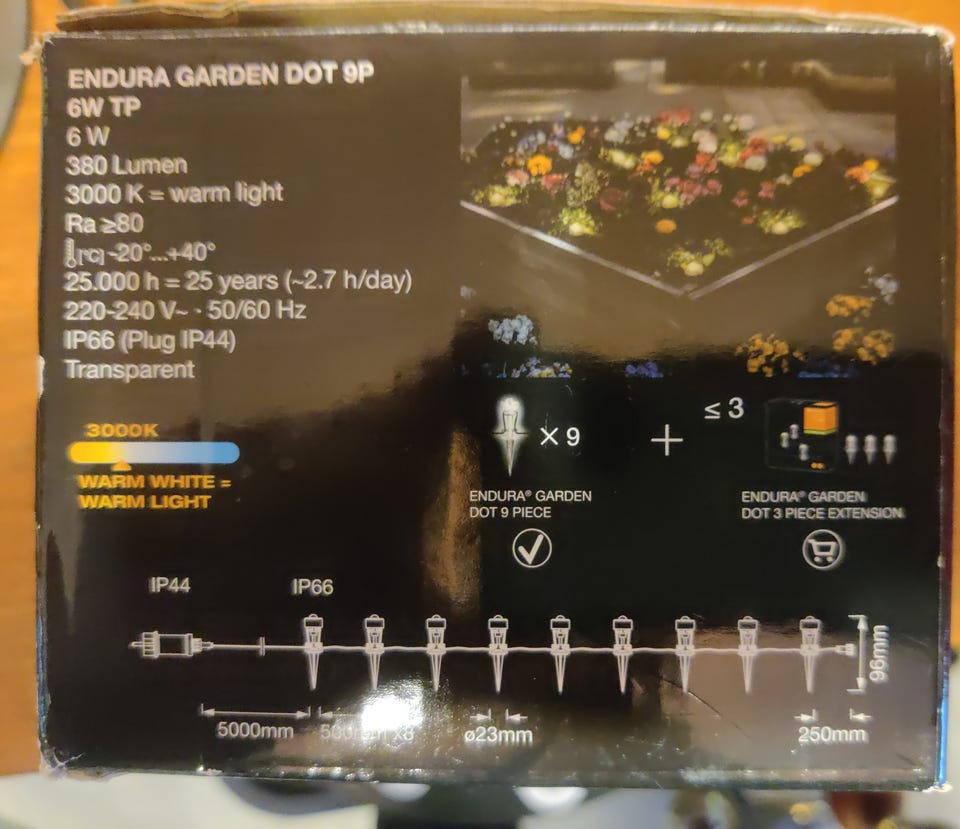 ENDURA GARDEN DOT 9P
6W TP
6 W
380 Lumen
3000 K = warm light
Ra ≥80
[°C] -20°...+40°
25.000 h = 25 years (~2.7 h/day)
220-240 V~ · 50/60 Hz
IP66 (Plug IP44)
Transparent
3000K
WARM WHITE =
WARM LIGHT
× 9
+
≤ 3
ENDURA® GARDEN
DOT 9 PIECE
ENDURA® GARDEN
DOT 3 PIECE EXTENSION
IP44
IP66
96mm
5000mm
x8
ø23mm
250mm